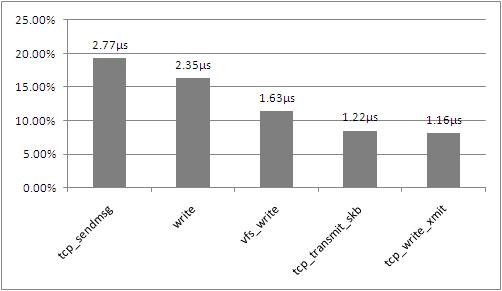 25.00%
20.00%
15.00%
10.00%
5.00%
0.00%
2.77µs
2.35µs
1.63µs
1.22µs
1.16µs
tcp_sendmsg
write
vfs_write
tcp_transmit_skb
tcp_write_xmit